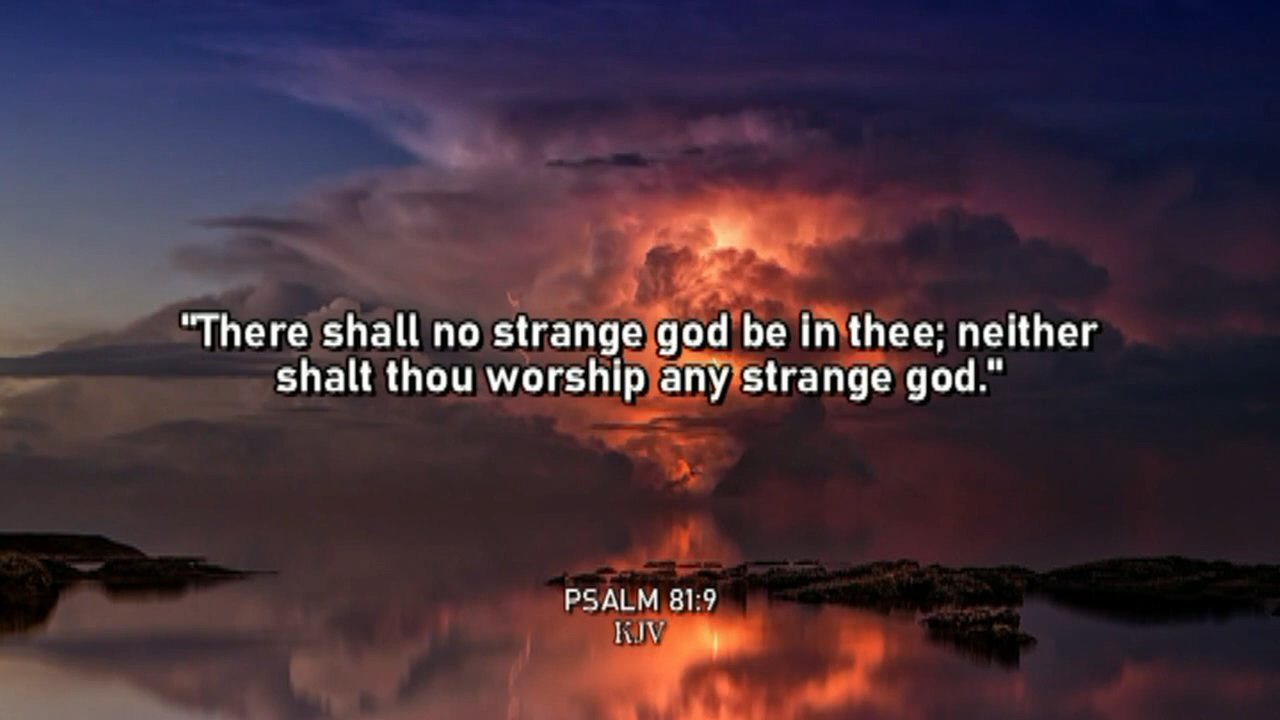 "There shall no strange god be in thee; neither
shalt thou worship any strange god."
PSALM 81:9
KJV